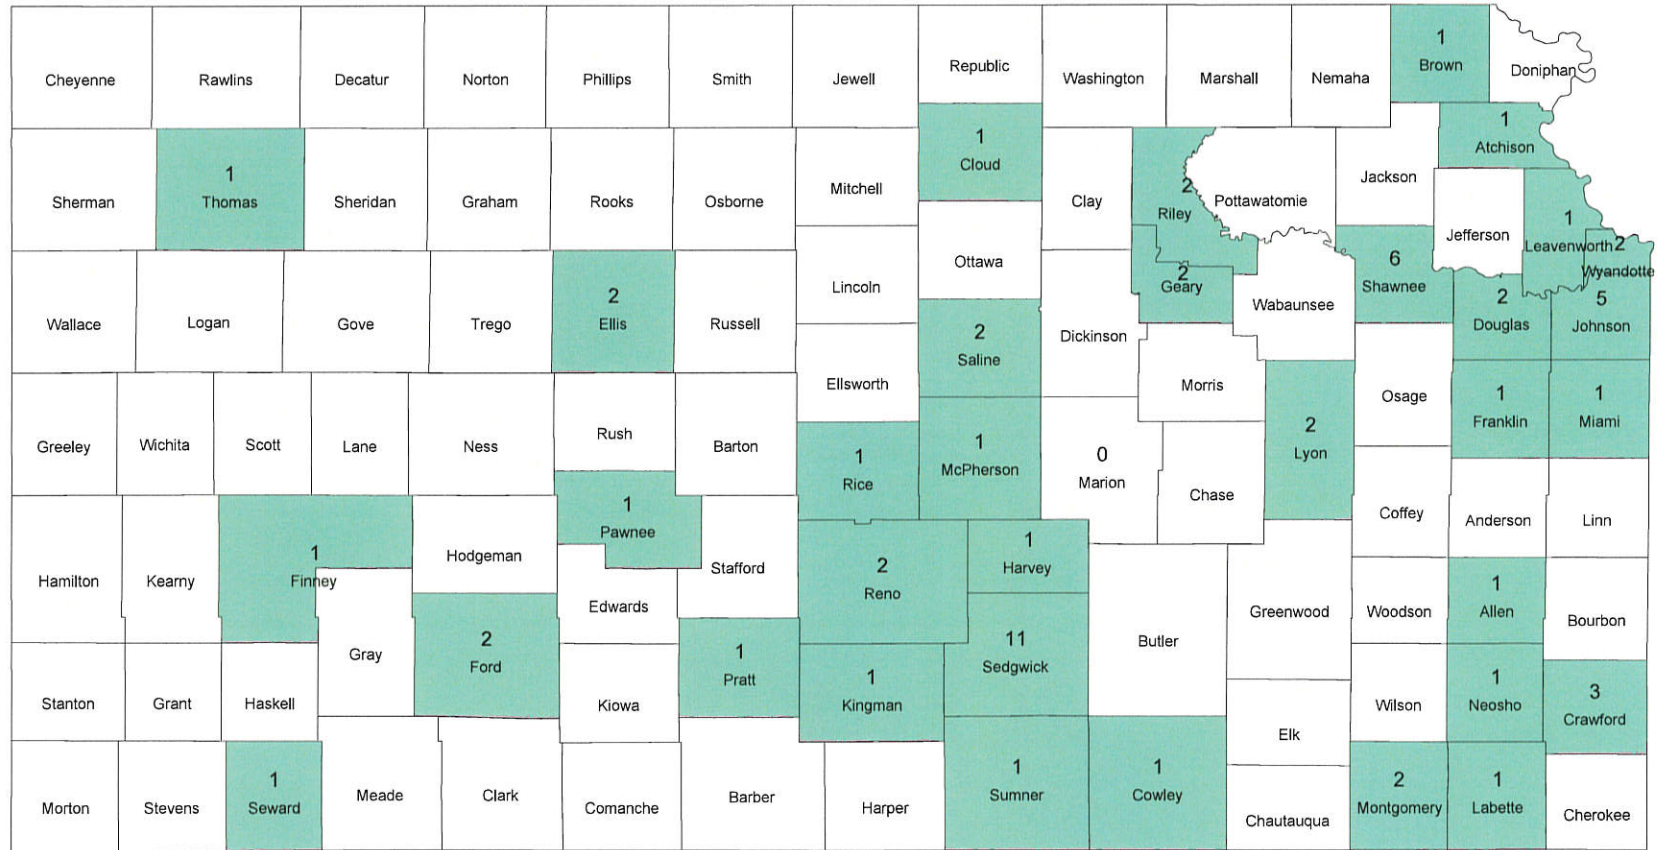 Cheyenne
Rawlins
Decatur
Norton
Phillips
Smith
Jewell
Republic
Washington
Marshall
Nemaha
1
Brown
Doniphan
Sherman
1
Thomas
Sheridan
Graham
Rooks
Osborne
Mitchell
1
Cloud
Clay
2
Riley
Pottawatomie
Jackson
1
Atchison
Jefferson
1
Leavenworth
2
Wyandotte
Wallace
Logan
Gove
Trego
2
Ellis
Russell
Lincoln
Ottawa
2
Saline
Dickinson
2
Geary
Wabaunsee
6
Shawnee
2
Douglas
5
Johnson
Ellsworth
Morris
Osage
1
Franklin
1
Miami
Greeley
Wichita
Scott
Lane
Ness
Rush
Barton
1
Rice
1
McPherson
0
Marion
Chase
2
Lyon
Coffey
Anderson
Linn
Hamilton
Kearny
1
Finney
Hodgeman
1
Pawnee
Stafford
Edwards
2
Reno
1
Harvey
Butler
Greenwood
Woodson
1
Allen
Bourbon
Stanton
Grant
Haskell
Gray
2
Ford
Kiowa
1
Pratt
1
Kingman
11
Sedgwick
Elk
Wilson
1
Neosho
3
Crawford
Morton
Stevens
1
Seward
Meade
Clark
Comanche
Barber
Harper
1
Sumner
1
Cowley
Chautauqua
2
Montgomery
1
Labette
Cherokee